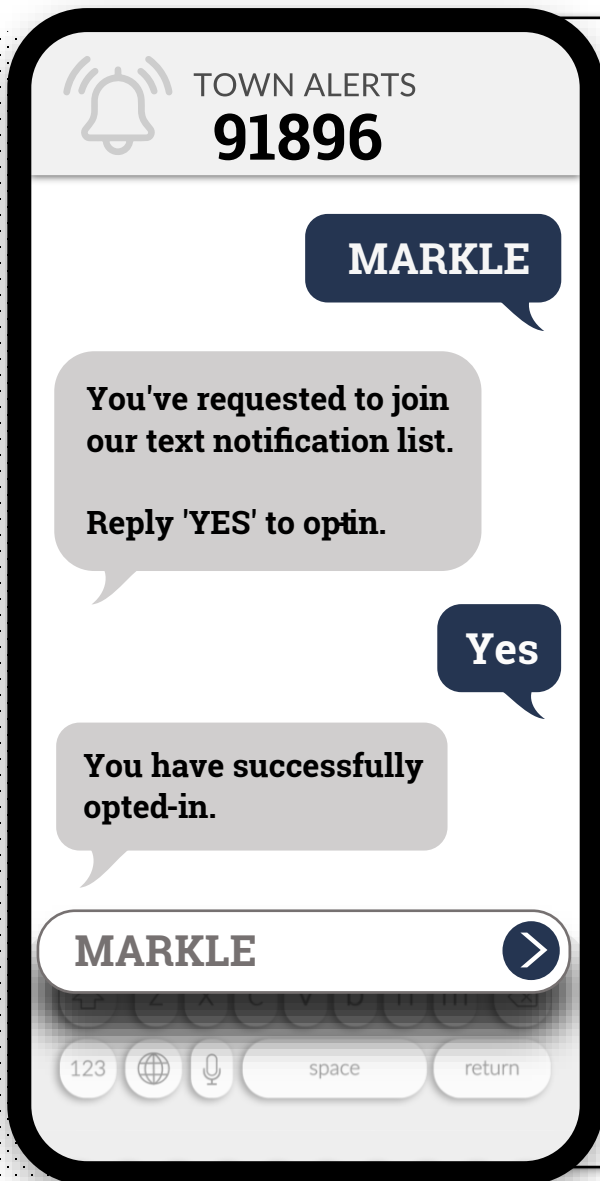 TOWN ALERTS
91896
MARKLE
You've requested to join
our text notification list.
Reply 'YES' to opt-in.
Yes
You have successfully
opted-in.
MARKLE
Z X C V b n m
123
space
return